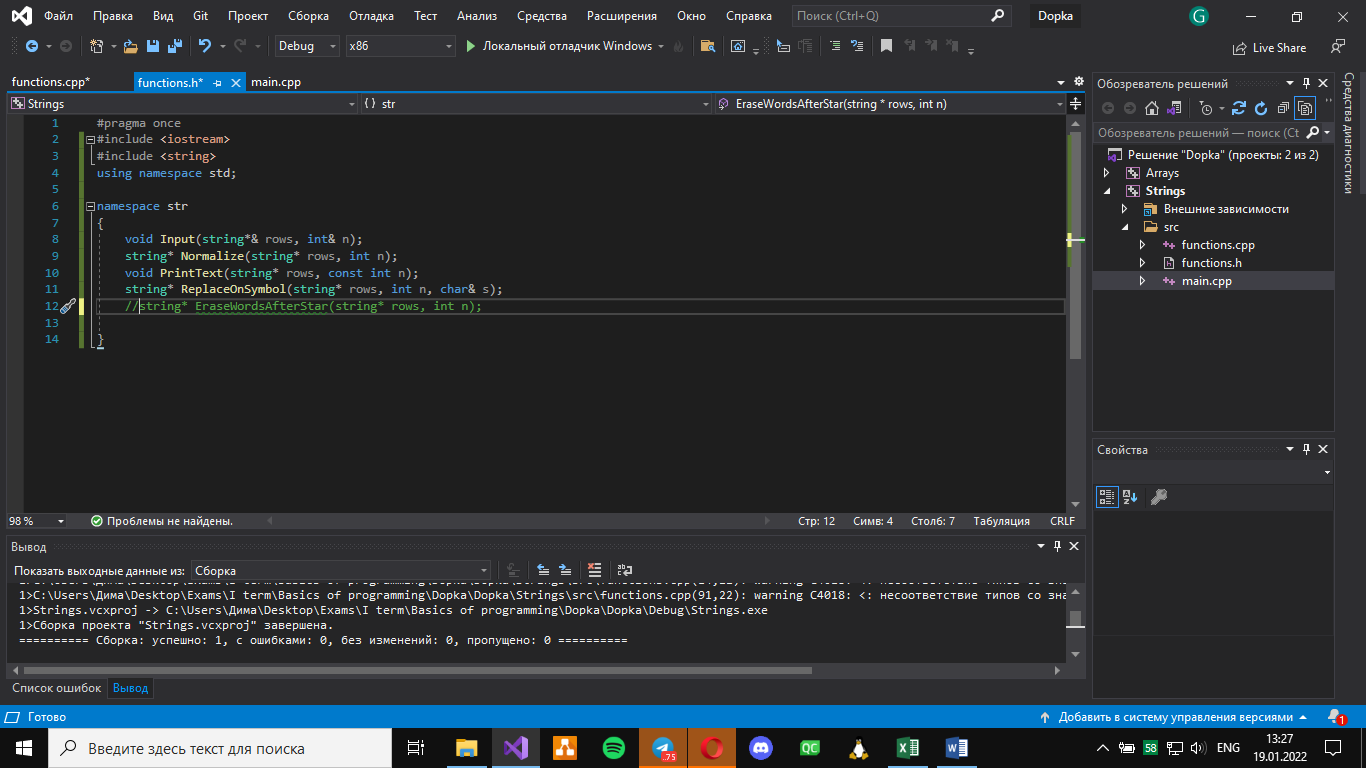 Файл Правка Вид Git Проект Сборка Отладка Тест Анализ Средства Расширения Окно Справка Поиск (Ctrl+Q) Dopka G
Debug x86 Локальный отладчик Windows Live Share
functions.cpp* functions.h* main.cpp
Strings {} str EraseWordsAfterStar(string * rows, int n)
1 #pragma once
2 #include <iostream>
3 #include <string>
4 using namespace std;
5
6 namespace str
7 {
8 void Input(string*& rows, int& n);
9 string* Normalize(string* rows, int n);
10 void PrintText(string* rows, const int n);
11 string* ReplaceOnSymbol(string* rows, int n, char& s);
12 //string* EraseWordsAfterStar(string* rows, int n);
13
14 }
98 % Проблемы не найдены. Стр: 12 Симв: 4 Столб: 7 Табуляция CRLF
Обозреватель решений
Обозреватель решений — поиск (Ct
Решение "Dopka" (проекты: 2 из 2)
Arrays
Strings
Внешние зависимости
src
functions.cpp
functions.h
main.cpp
Средства диагностики
Свойства
Вывод
Показать выходные данные из: Сборка
1>C:\Users\Дима\Desktop\Exams\I term\Basics of programming\Dopka\Dopka\Strings\src\functions.cpp(91,22): warning C4018: <: несоответствие типов со зна
1>Strings.vcxproj -> C:\Users\Дима\Desktop\Exams\I term\Basics of programming\Dopka\Dopka\Debug\Strings.exe
1>Сборка проекта "Strings.vcxproj" завершена.
========== Сборка: успешно: 1, с ошибками: 0, без изменений: 0, пропущено: 0 ==========
Список ошибок Вывод
Готово Добавить в систему управления версиями 1
Введите здесь текст для поиска 75 QC 58 ENG 13:27
19.01.2022